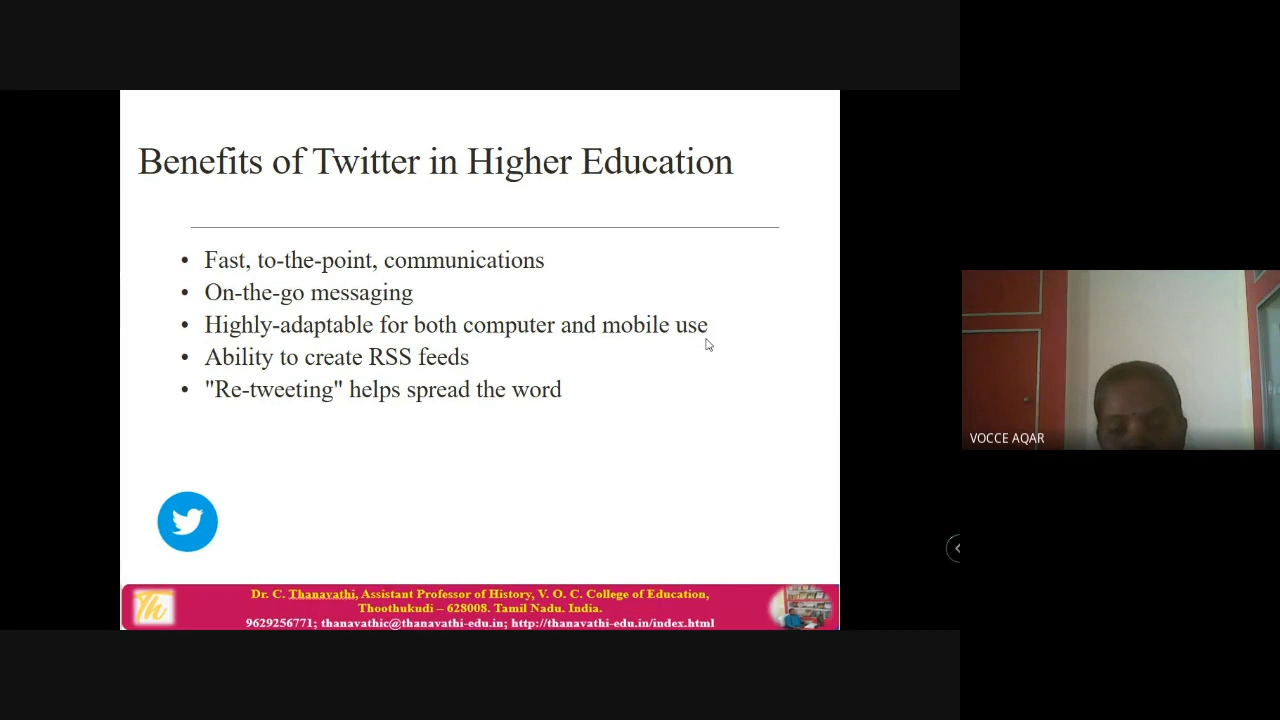 Benefits of Twitter in Higher Education
• Fast, to-the-point, communications
• On-the-go messaging
• Highly-adaptable for both computer and mobile use
• Ability to create RSS feeds
• "Re-tweeting" helps spread the word
Th
Dr. C. Thanavathi, Assistant Professor of History, V. O. C. College of Education,
Thoothukudi – 628008. Tamil Nadu. India.
9629256771; thanavathic@thanavathi-edu.in; http://thanavathi-edu.in/index.html
VOCCE AQAR